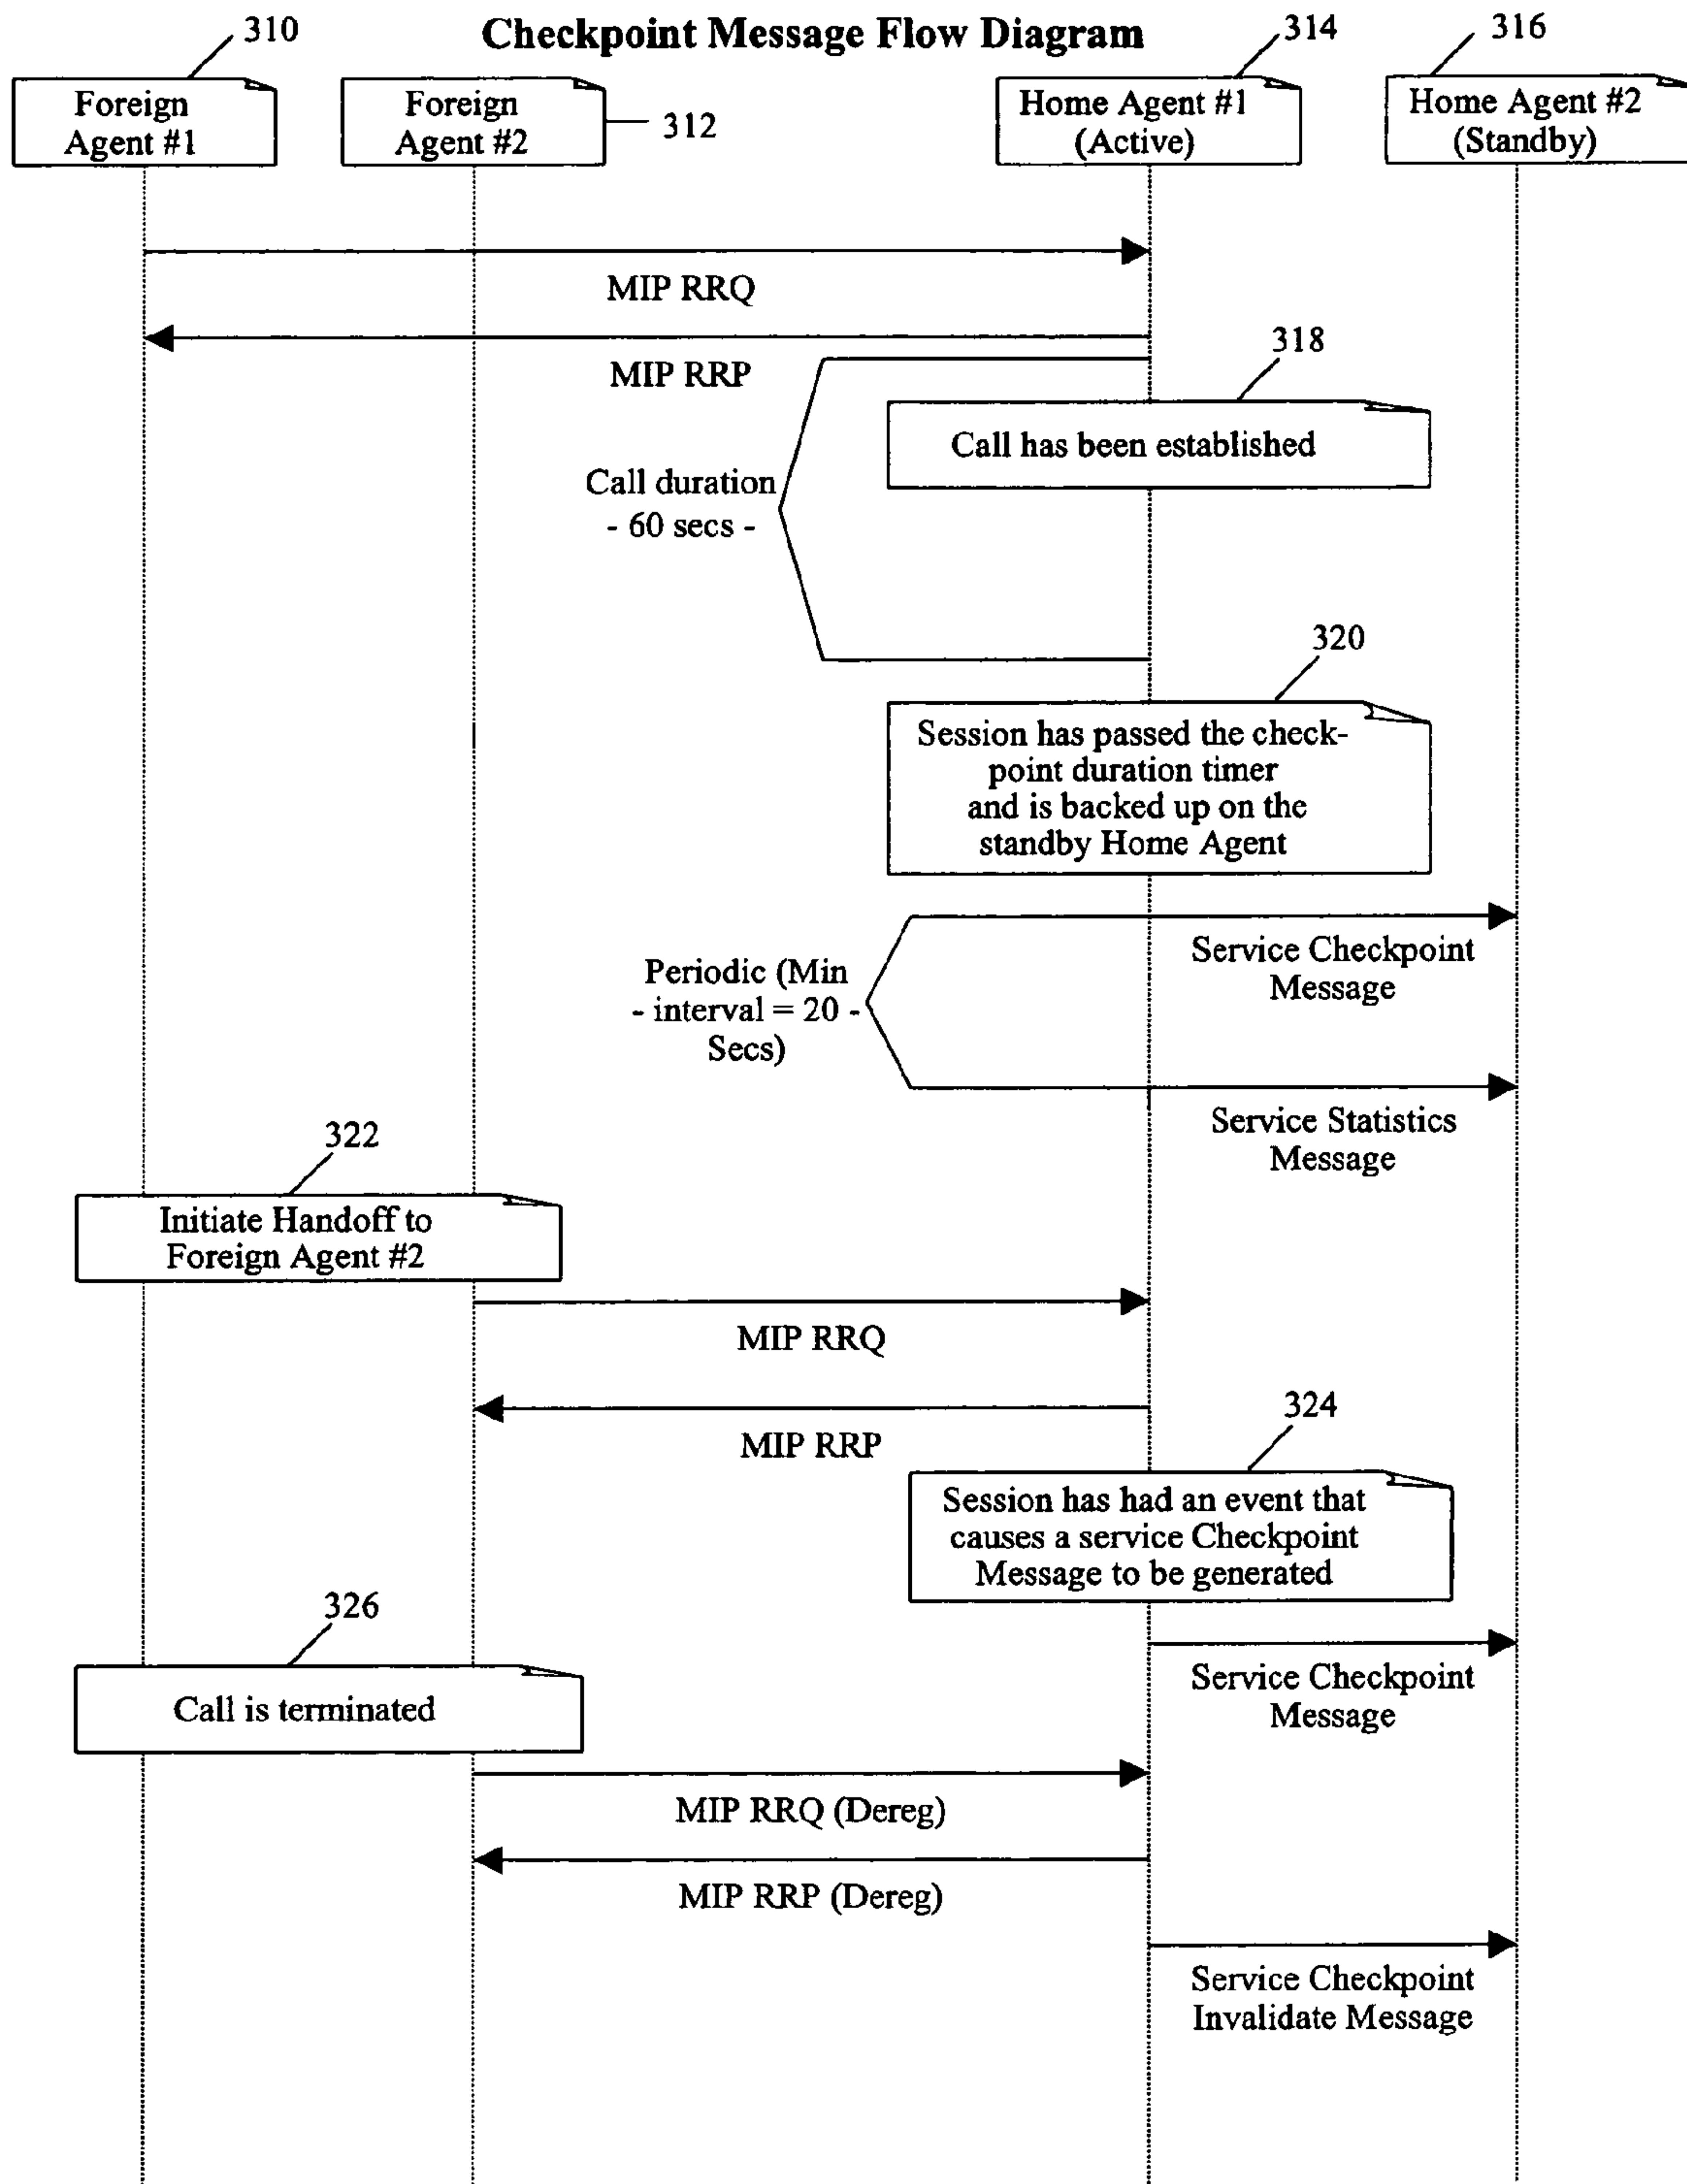 310
Checkpoint Message Flow Diagram
314
316
Foreign
Agent #1
Foreign
Agent #2
312
Home Agent #1
(Active)
Home Agent #2
(Standby)
MIP RRQ
MIP RRP
318
Call has been established
Call duration
- 60 secs -
320
Session has passed the check-
point duration timer
and is backed up on the
standby Home Agent
Service Checkpoint
Message
Periodic (Min
- interval = 20 -
Secs)
Service Statistics
Message
322
Initiate Handoff to
Foreign Agent #2
MIP RRQ
MIP RRP
324
Session has had an event that
causes a service Checkpoint
Message to be generated
326
Call is terminated
Service Checkpoint
Message
MIP RRQ (Dereg)
MIP RRP (Dereg)
Service Checkpoint
Invalidate Message